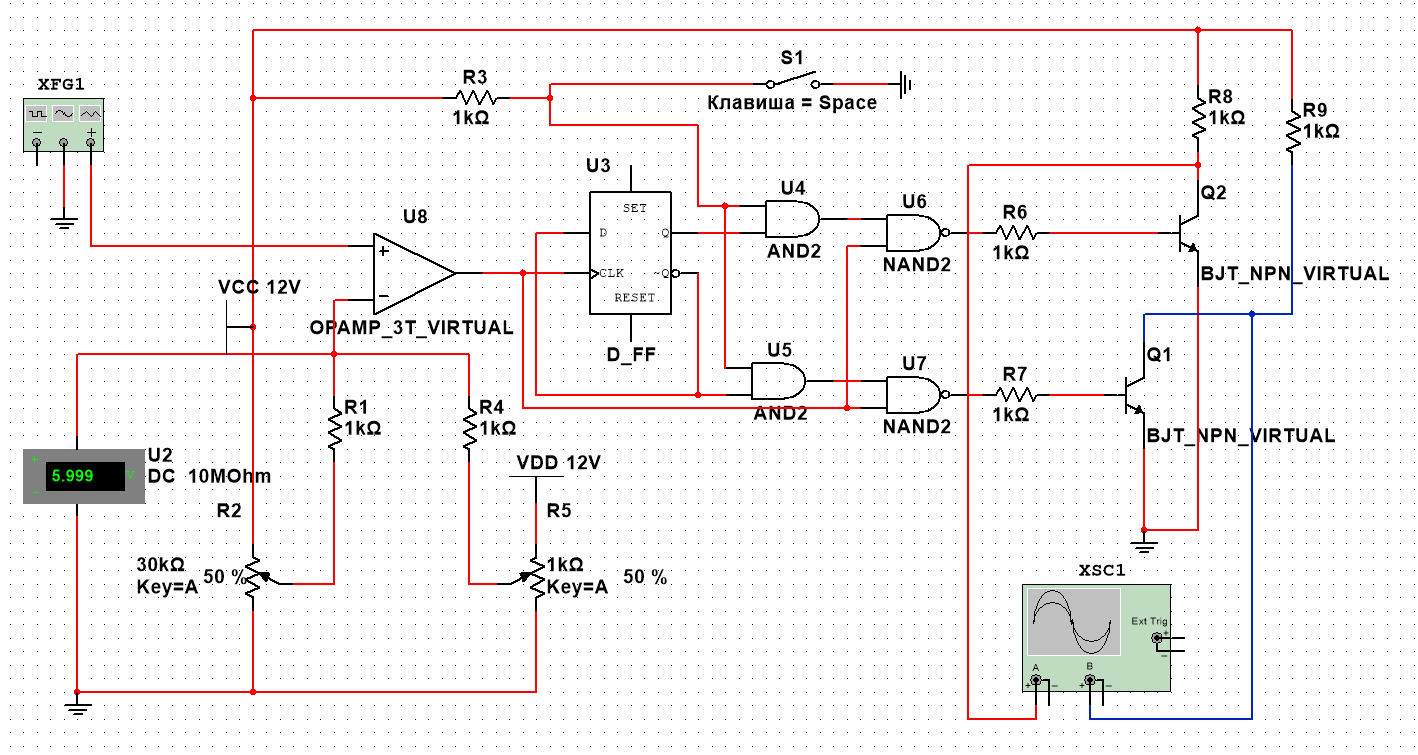 XFG1
R3
1kΩ
S1
Клавиша = Space
R8
1kΩ
R9
1kΩ
U3
SET
D
Q
CLK
~Q
RESET
D_FF
U8
OPAMP_3T_VIRTUAL
U4
AND2
U6
NAND2
R6
1kΩ
Q2
BJT_NPN_VIRTUAL
VCC 12V
U5
AND2
U7
NAND2
R7
1kΩ
Q1
BJT_NPN_VIRTUAL
R1
1kΩ
R4
1kΩ
U2
DC 10MOhm
5.999 V
R2
30kΩ
Key=A
50 %
VDD 12V
R5
1kΩ
Key=A
50 %
XSC1
Ext Trig
A
B